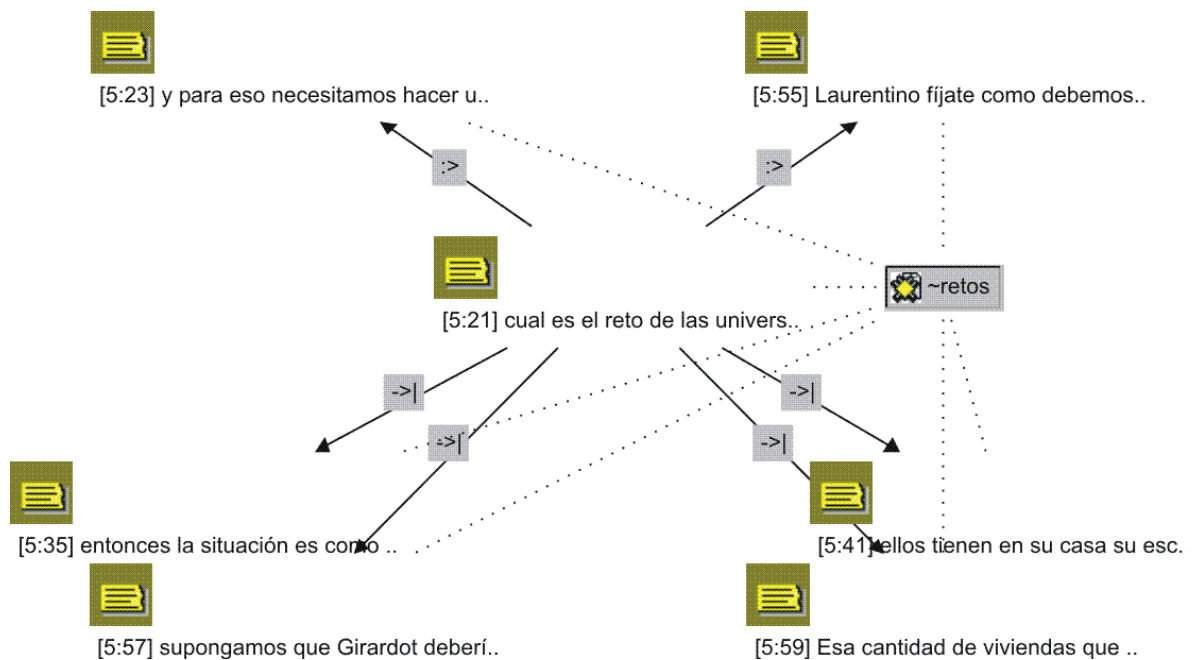 [5:23] y para eso necesitamos hacer u..
[5:55] Laurentino fíjate como debemos..
:>
:>
~retos
[5:21] cual es el reto de las univers..
->|
->|
->|
->|
[5:35] entonces la situación es como ..
[5:41] ellos tienen en su casa su esc.
[5:57] supongamos que Girardot deberí..
[5:59] Esa cantidad de viviendas que ..